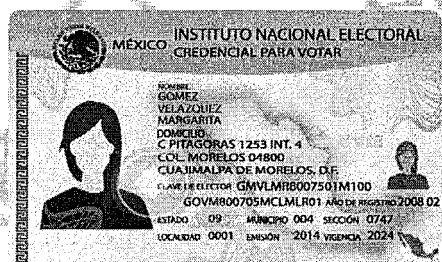 MÉXICO INSTITUTO NACIONAL ELECTORAL
CREDENCIAL PARA VOTAR
NOMBRE
GOMEZ
VELAZQUEZ
MARGARITA
DOMICILIO
C PITAGORAS 1253 INT. 4
COL. MORELOS 04800
CUAJIMALPA DE MORELOS, D.F.
CLAVE DE ELECTOR GMVLMR8007501M100
GOVM800705MCLMLR01 AÑO DE REGISTRO 2008 02
ESTADO 09 MUNICIPIO 004 SECCIÓN 0747
LOCALIDAD 0001 EMISIÓN 2014 VIGENCIA 2024